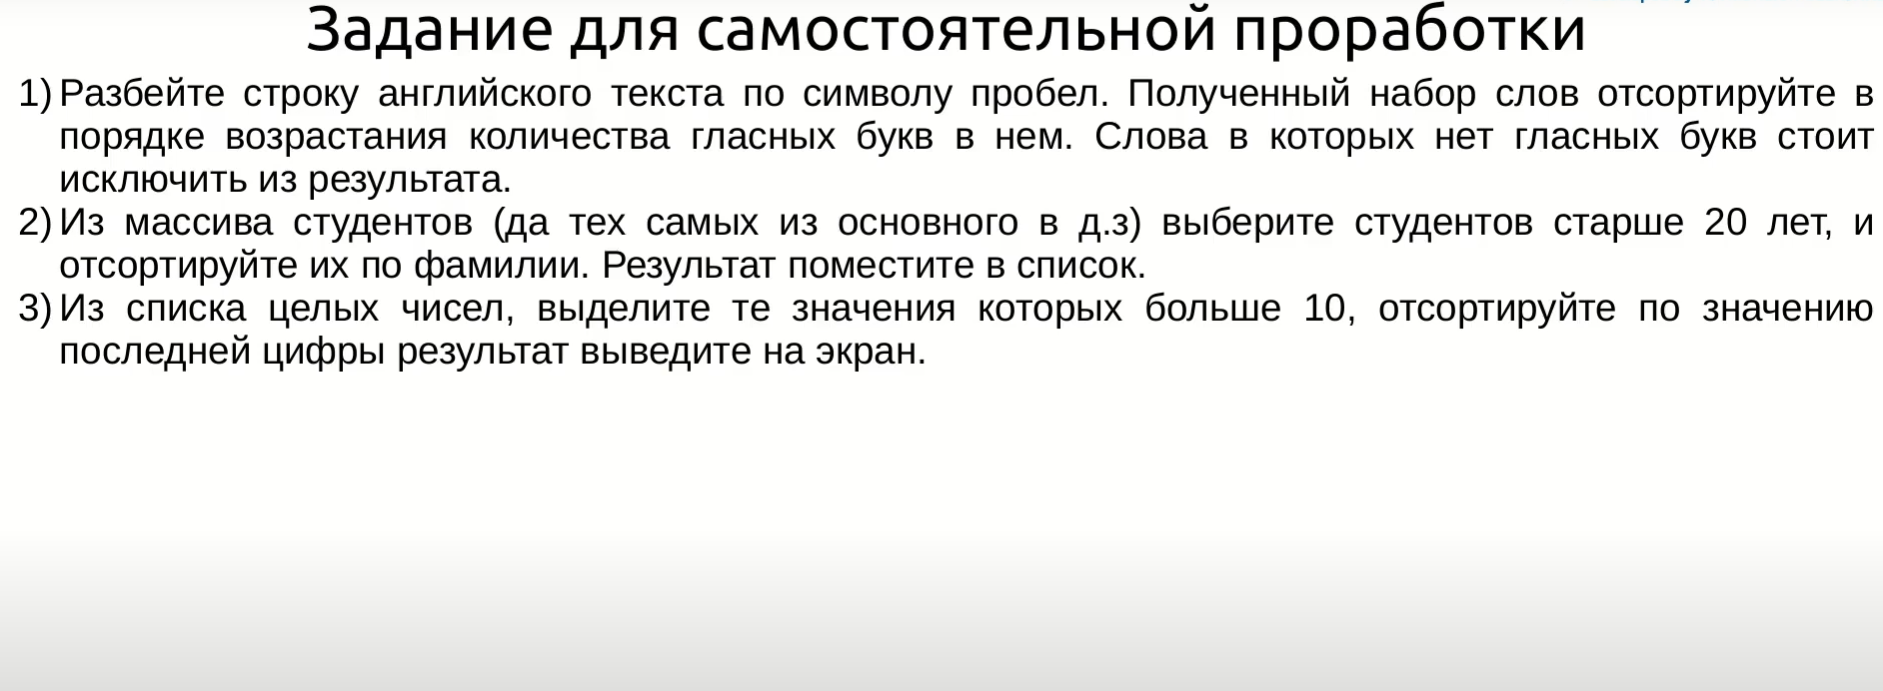 Задание для самостоятельной проработки
1) Разбейте строку английского текста по символу пробел. Полученный набор слов отсортируйте в
порядке возрастания количества гласных букв в нем. Слова в которых нет гласных букв стоит
исключить из результата.
2) Из массива студентов (да тех самых из основного в д.з) выберите студентов старше 20 лет, и
отсортируйте их по фамилии. Результат поместите в список.
3) Из списка целых чисел, выделите те значения которых больше 10, отсортируйте по значению
последней цифры результат выведите на экран.